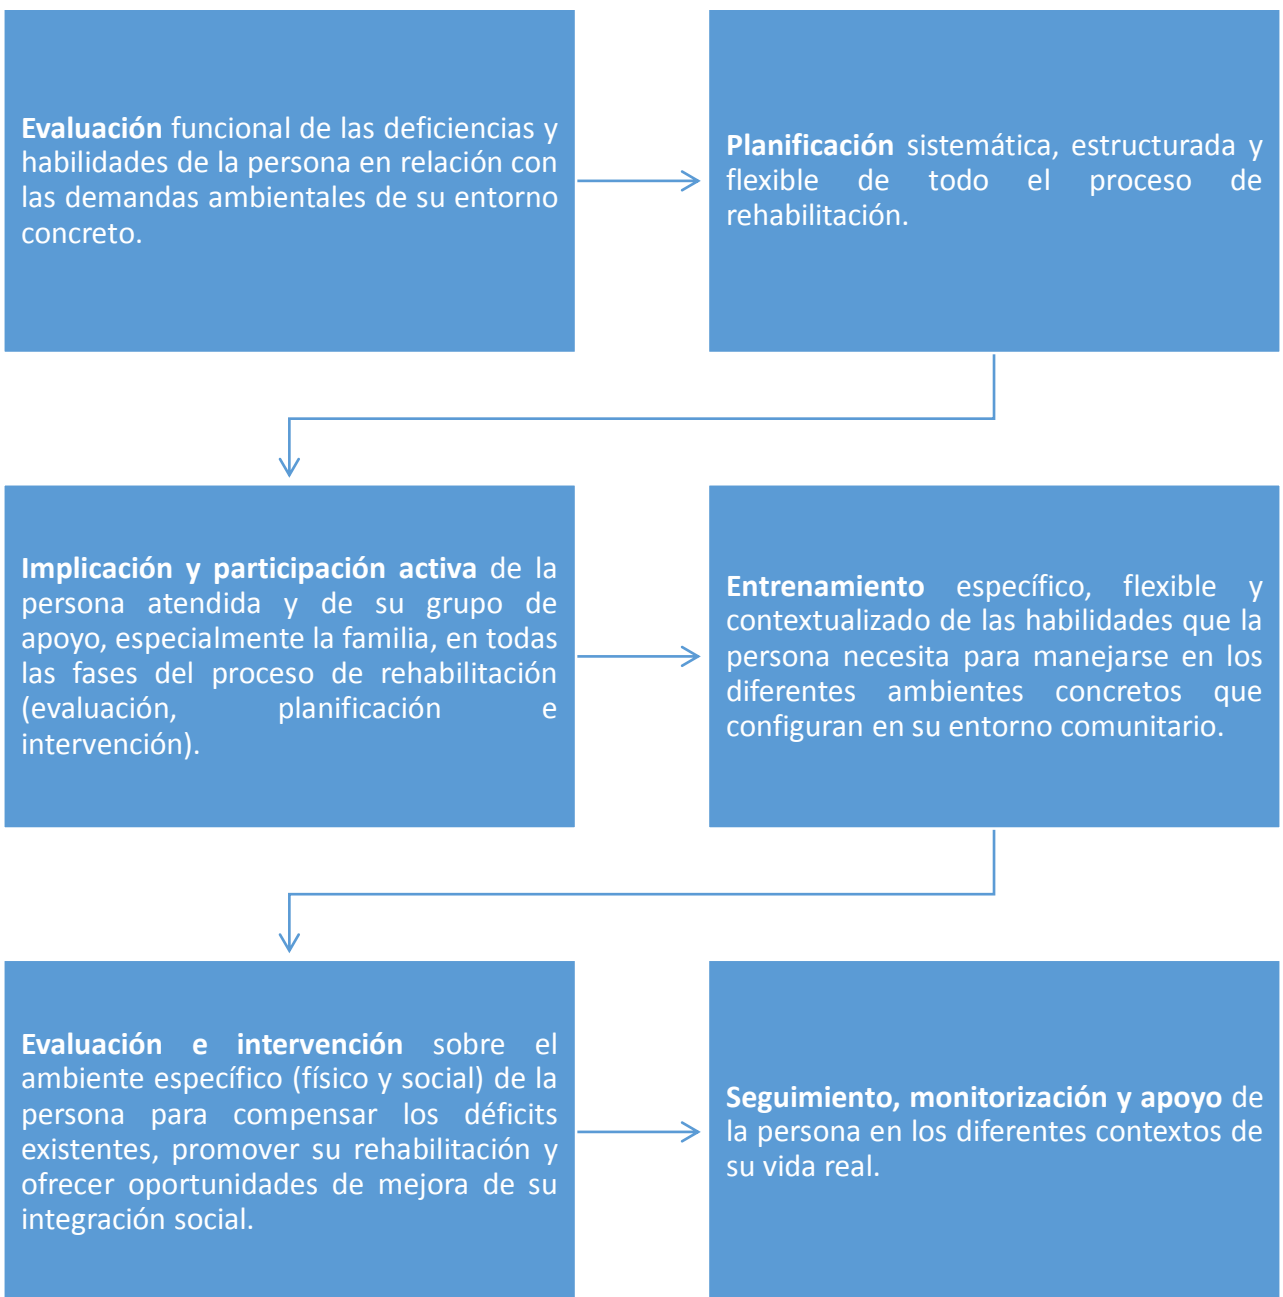 Evaluación funcional de las deficiencias y
habilidades de la persona en relación con
las demandas ambientales de su entorno
concreto.
Planificación sistemática, estructurada y
flexible de todo el proceso de
rehabilitación.
Implicación y participación activa de la
persona atendida y de su grupo de
apoyo, especialmente la familia, en todas
las fases del proceso de rehabilitación
(evaluación, planificación e
intervención).
Entrenamiento específico, flexible y
contextualizado de las habilidades que la
persona necesita para manejarse en los
diferentes ambientes concretos que
configuran en su entorno comunitario.
Evaluación e intervención sobre el
ambiente específico (físico y social) de la
persona para compensar los déficits
existentes, promover su rehabilitación y
ofrecer oportunidades de mejora de su
integración social.
Seguimiento, monitorización y apoyo de
la persona en los diferentes contextos de
su vida real.